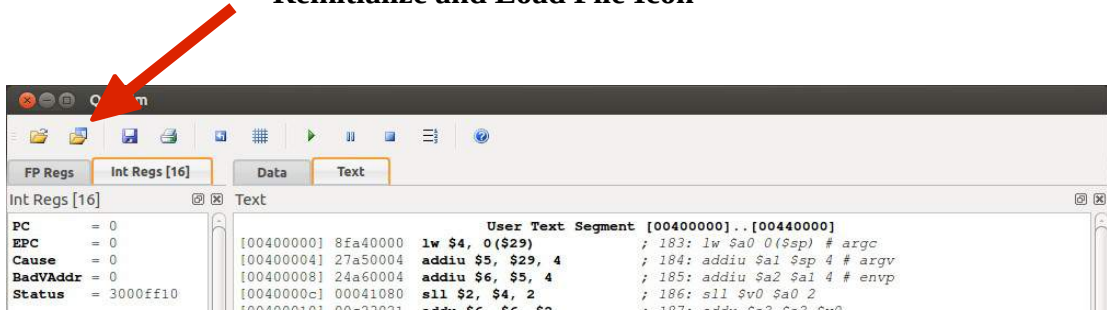 Reinitialize and Load File Icon
FP Regs Int Regs [16] Data Text
Int Regs [16] Text
PC = 0
EPC = 0
Cause = 0
BadVAddr = 0
Status = 3000ff10
User Text Segment [00400000]..[00440000]
[00400000] 8fa40000 lw $4, 0($29) ; 183: lw $a0 0($sp) # argc
[00400004] 27a50004 addiu $5, $29, 4 ; 184: addiu $a1 $sp 4 # argv
[00400008] 24a60004 addiu $6, $5, 4 ; 185: addiu $a2 $a1 4 # envp
[0040000c] 00041080 sll $2, $4, 2 ; 186: sll $v0 $a0 2